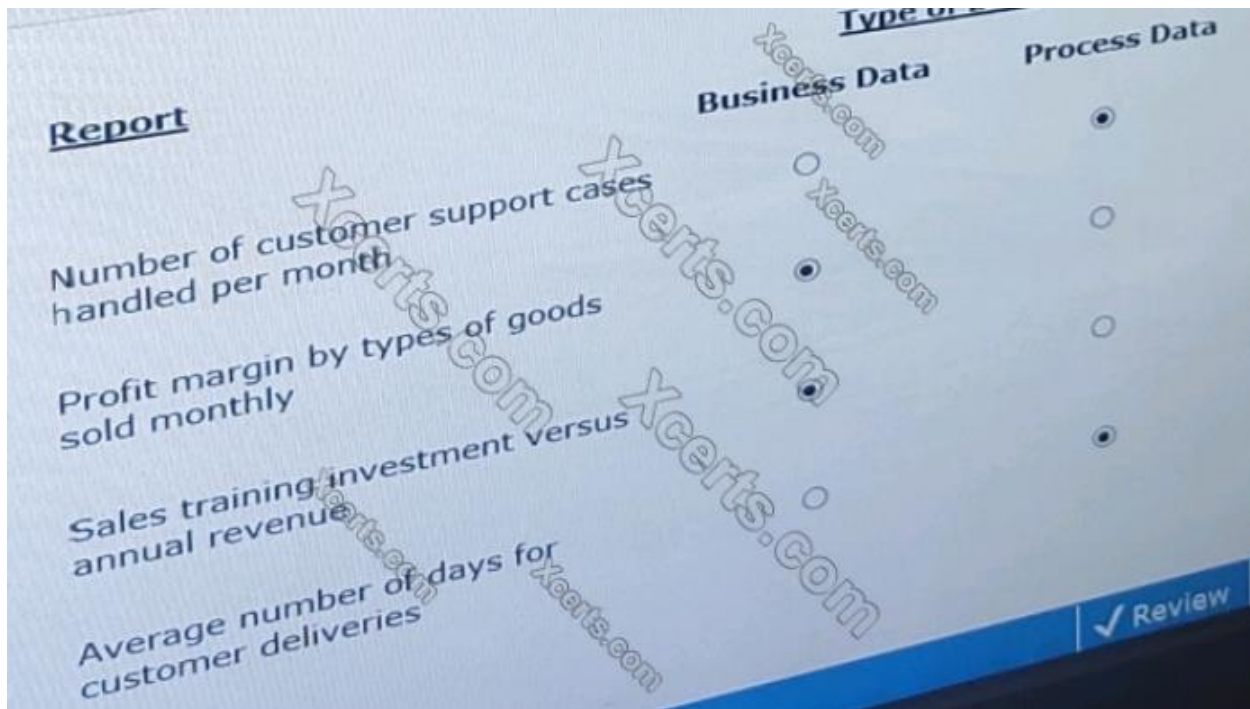 Type of
Business Data
Process Data
Report
Number of customer support cases
handled per month
Profit margin by types of goods
sold monthly
Sales training investment versus
annual revenue
Average number of days for
customer deliveries
Review
Xcerts.com
Xcerts.com
Xcerts.com
Xcerts.com
Xcerts.com
Xcerts.com
Xcerts.com